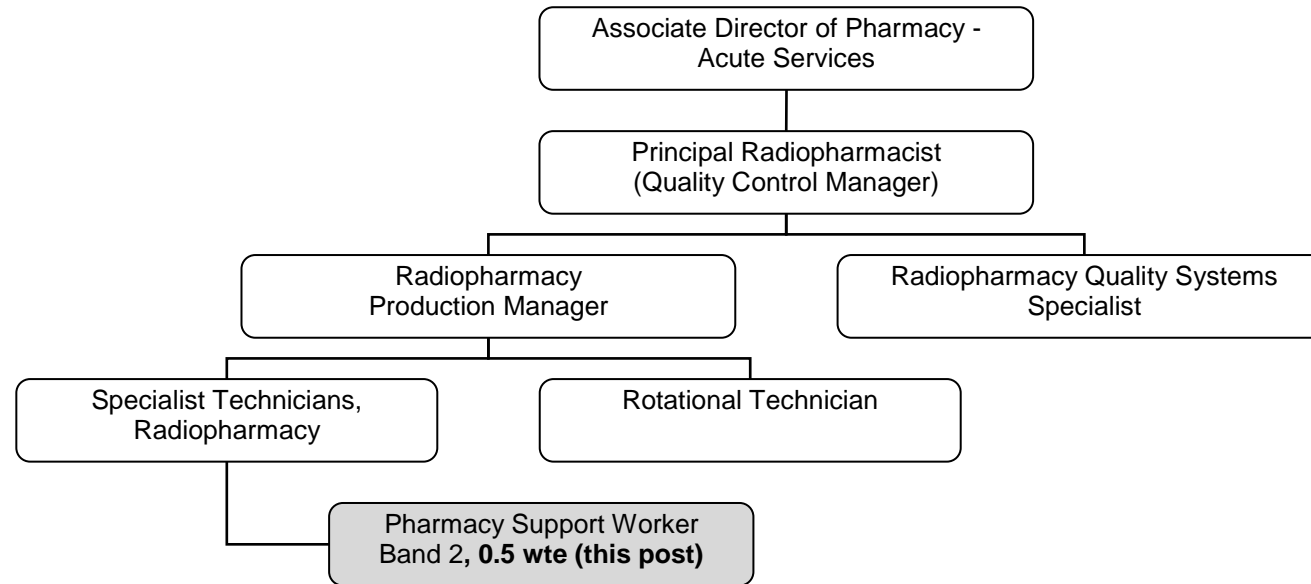 Associate Director of Pharmacy -
Acute Services
Principal Radiopharmacist
(Quality Control Manager)
Radiopharmacy
Production Manager
Radiopharmacy Quality Systems
Specialist
Specialist Technicians,
Radiopharmacy
Rotational Technician
Pharmacy Support Worker
Band 2, 0.5 wte (this post)